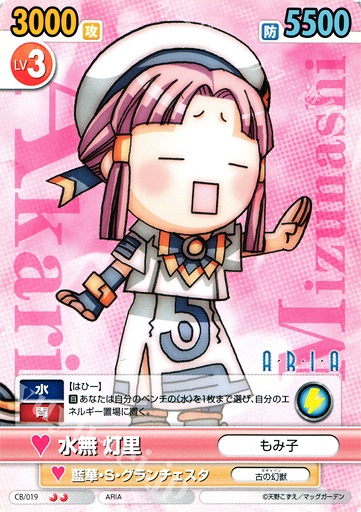 3000 攻
防 5500
LV 3
Akari
Mizunashi
5
A·R·I·A
水
青
【はひー】
自あなたは自分のベンチの《水》を1枚まで選び、自分のエ
ネルギー置場に置く。
♥ 水無 灯里
もみ子
♥ 藍華・S・グランチェスタ
古の幻獣
CB/019
ARIA
©天野こずえ/マッグガーデン